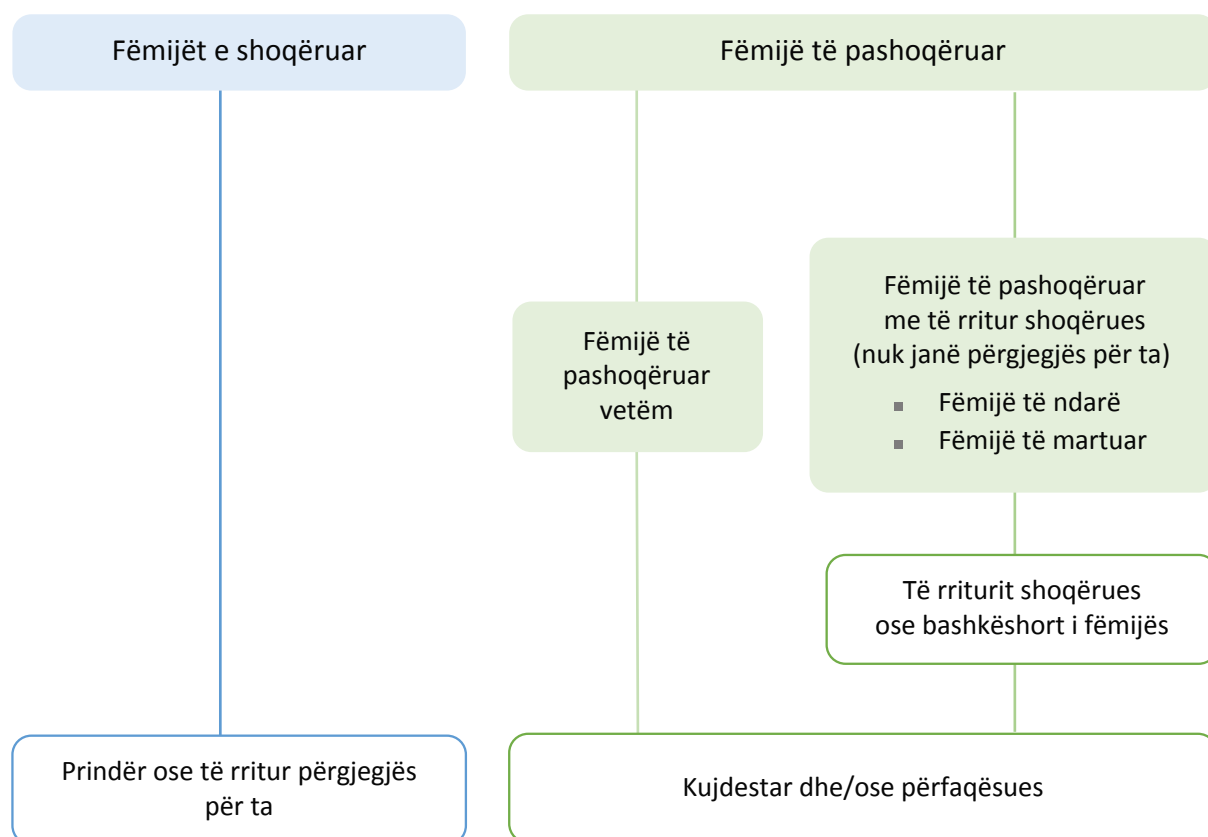 Fëmijët e shoqëruar
Fëmijë të pashoqëruar
Fëmijë të
pashoqëruar
vetëm
Fëmijë të pashoqëruar
me të rritur shoqërues
(nuk janë përgjegjës për ta)
▪ Fëmijë të ndarë
▪ Fëmijë të martuar
Të rriturit shoqërues
ose bashkëshort i fëmijës
Prindër ose të rritur përgjegjës
për ta
Kujdestar dhe/ose përfaqësues